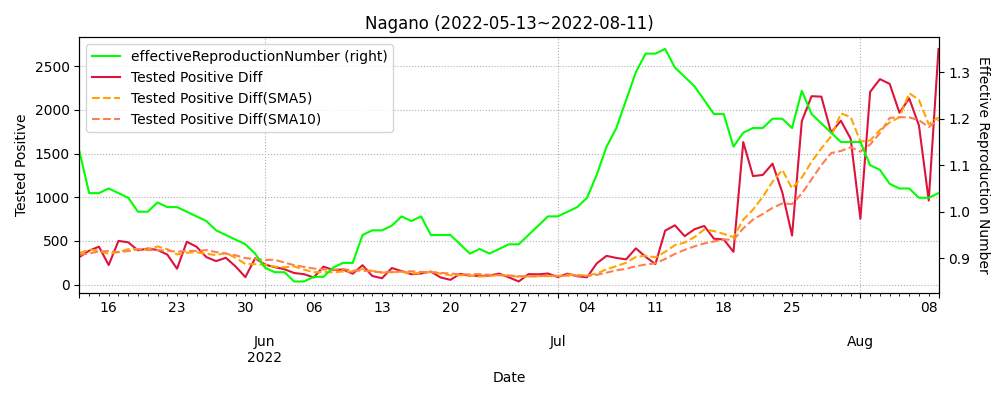 Nagano (2022-05-13~2022-08-11)
effectiveReproductionNumber (right)
Tested Positive Diff
Tested Positive Diff(SMA5)
Tested Positive Diff(SMA10)
Tested Positive
2500
2000
1500
1000
500
0
1.3
1.2
1.1
1.0
0.9
Effective Reproduction Number
16 23 30 06 13 20 27 04 11 18 25 08
Jun Jul Aug
2022
Date